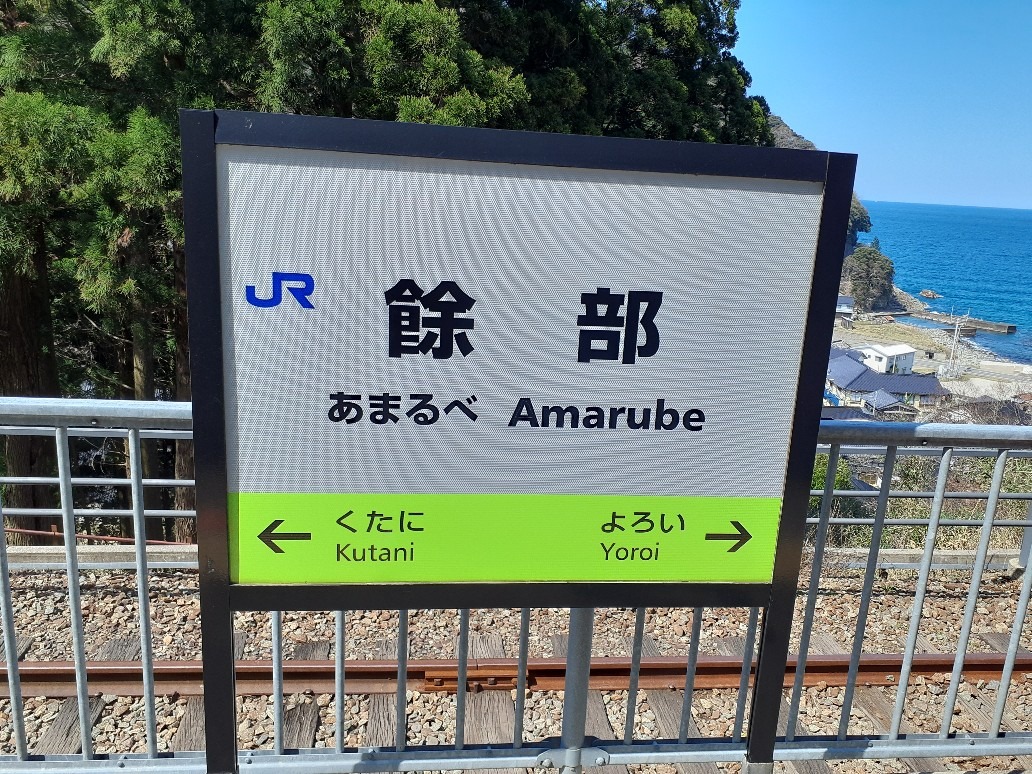 JR
餘部
あまるべ Amarube
← くたに よろい →
Kutani Yoroi